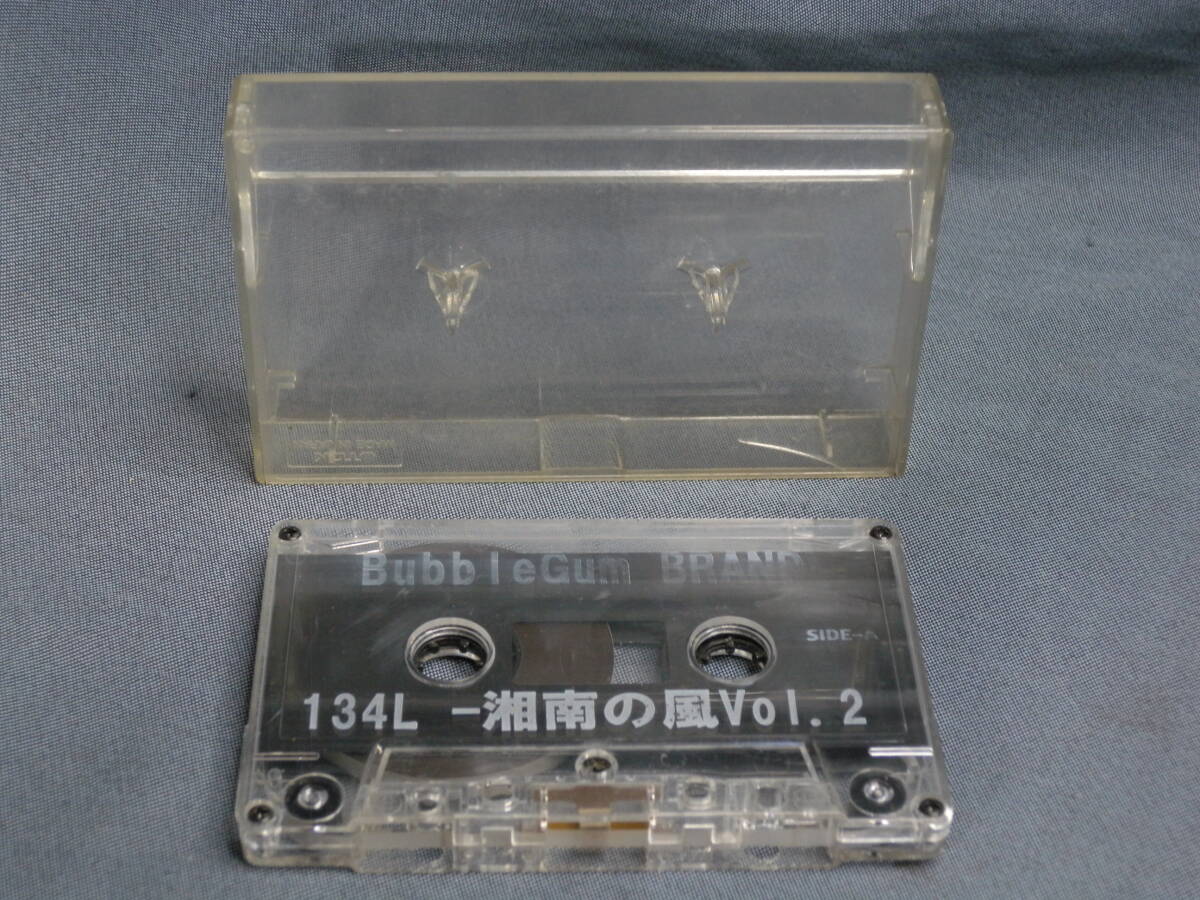 BubbleGum BRAND
SIDE-A
134L -湘南の風Vol.2